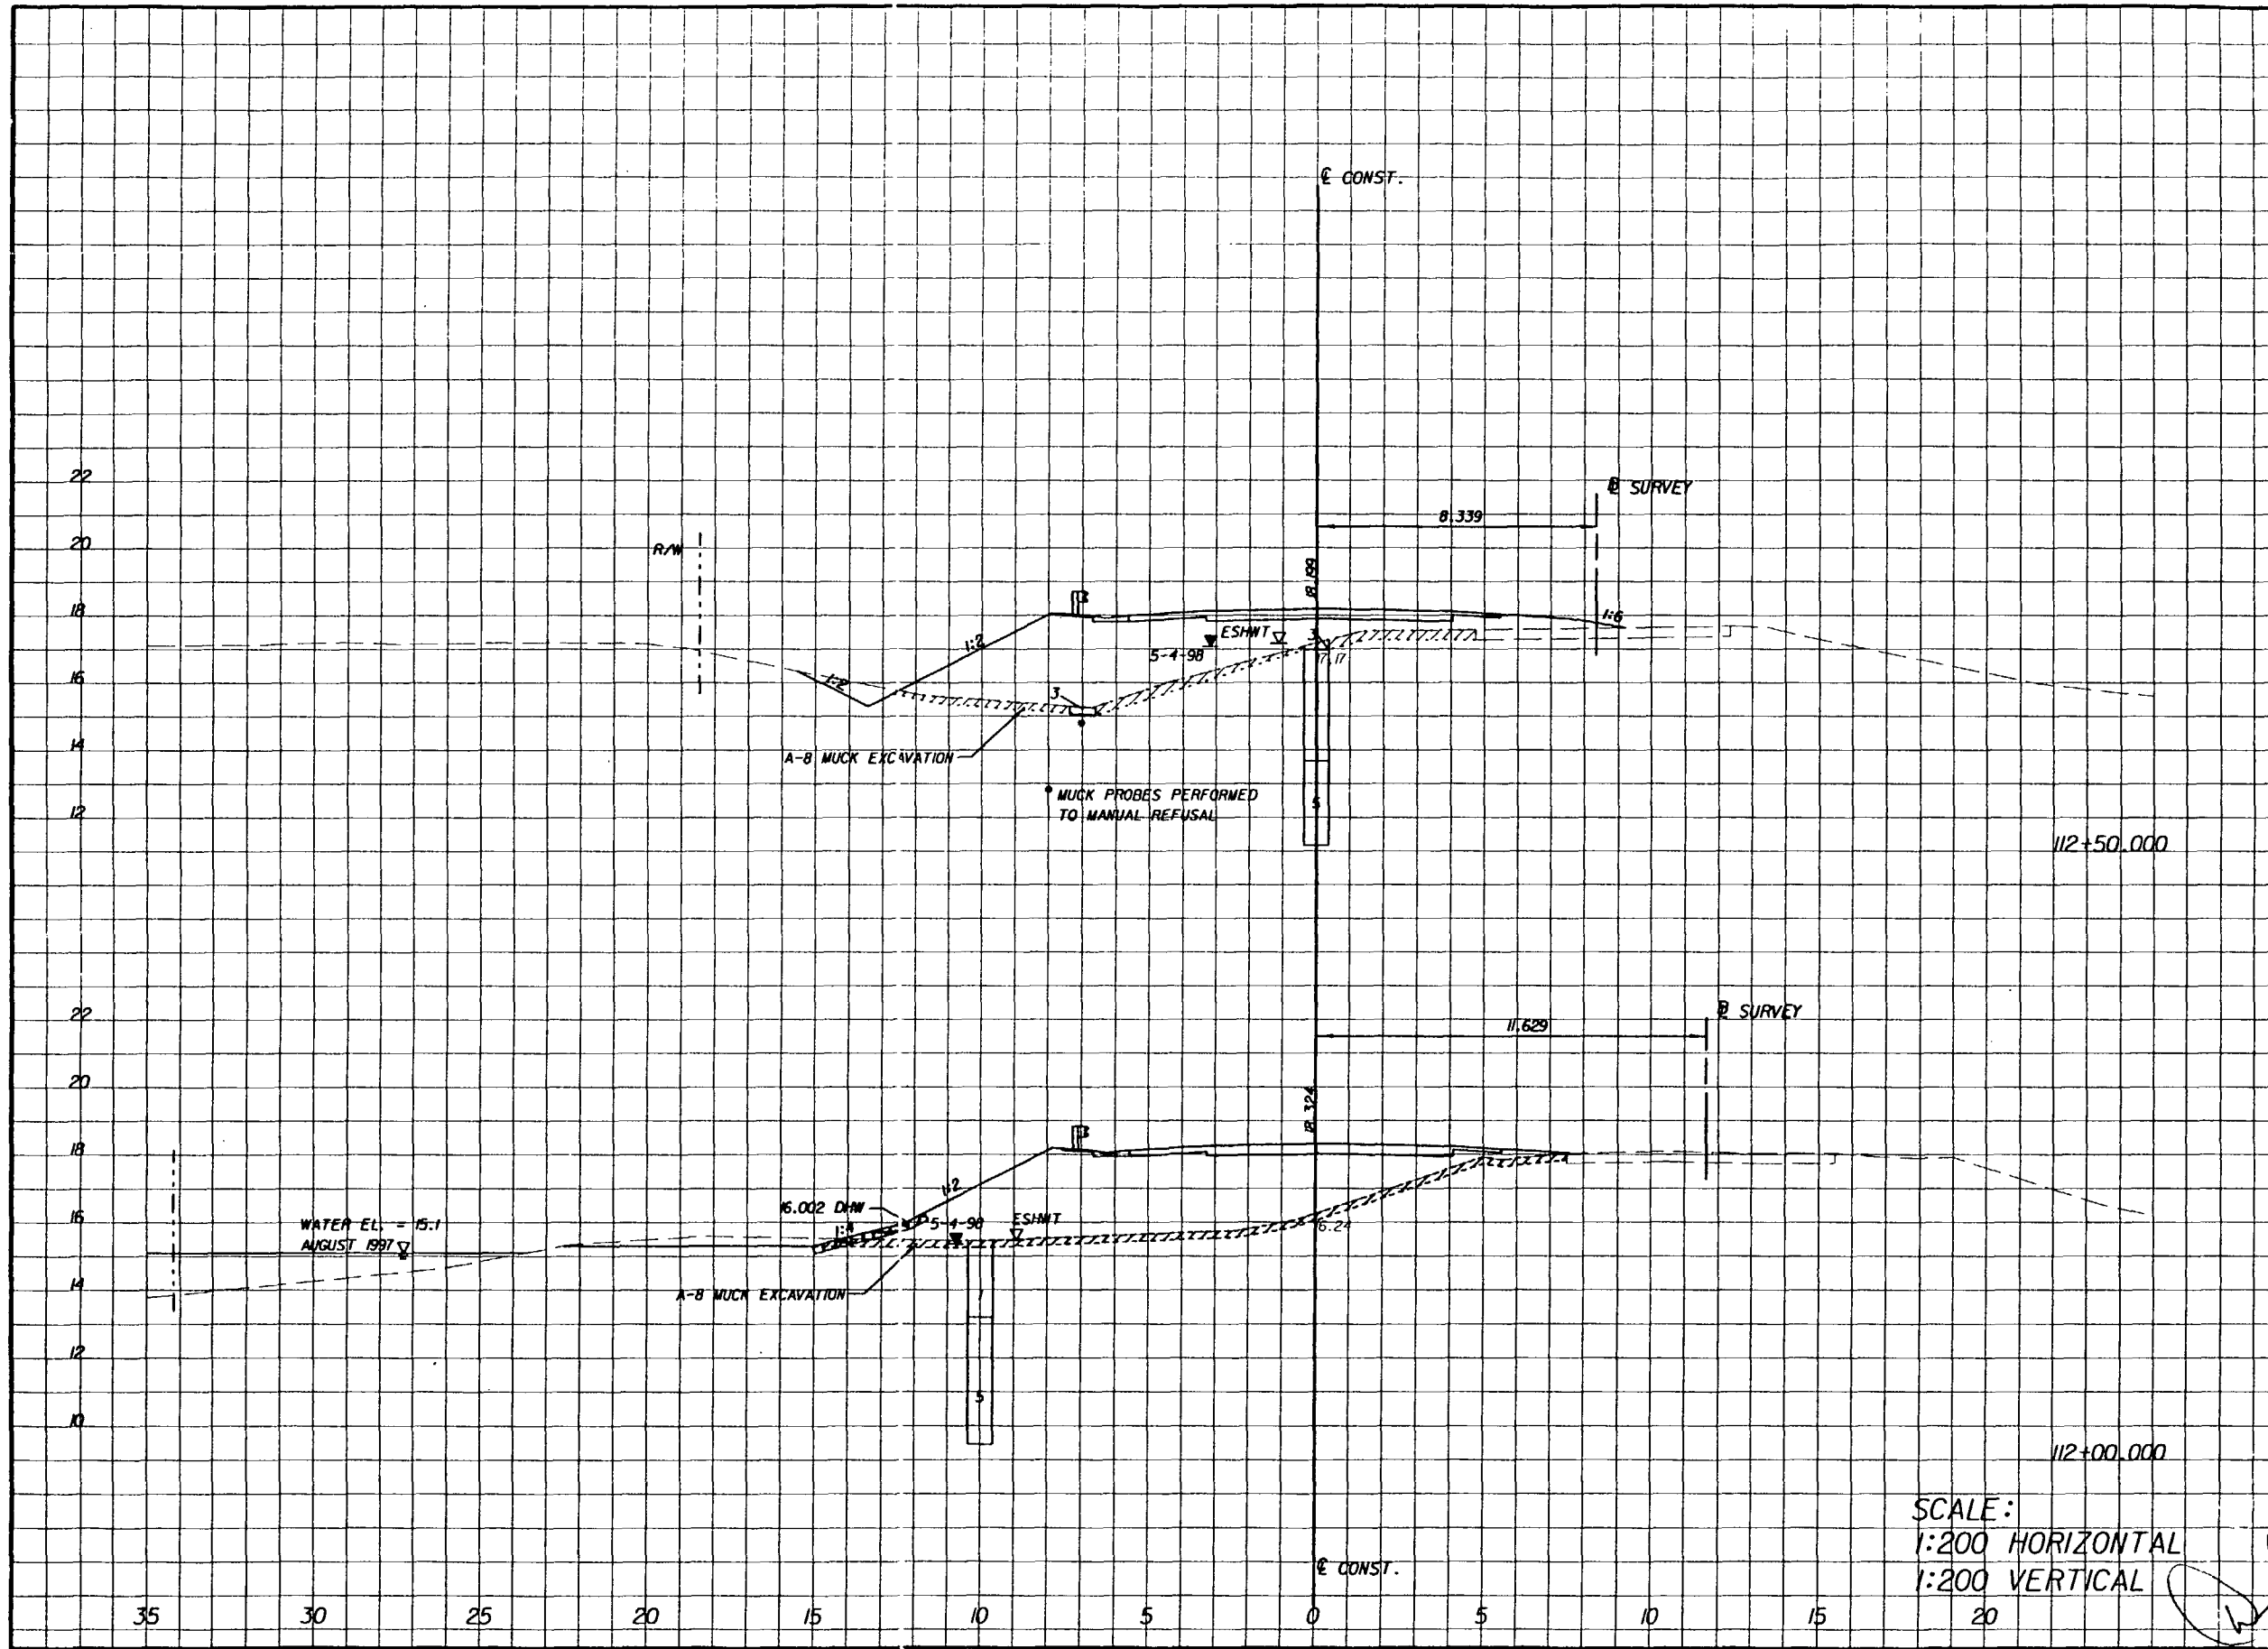 ℄ CONST.
22
℄ SURVEY
8.339
20
R/W
18.199
18
1:2
ESHWT
3
1:6
5-4-98
17.17
16
1:2
3
14
A-8 MUCK EXCAVATION
• MUCK PROBES PERFORMED
TO MANUAL REFUSAL
5
12
112+50.000
22
℄ SURVEY
11.629
20
18.324
18
1:2
16.002 DHW
16
WATER EL. = 15.1
AUGUST 1997
1:4
5-4-98
ESHWT
16.24
14
A-8 MUCK EXCAVATION
1
12
5
10
112+00.000
SCALE:
1:200 HORIZONTAL
1:200 VERTICAL
℄ CONST.
35 30 25 20 15 10 5 0 5 10 15 20